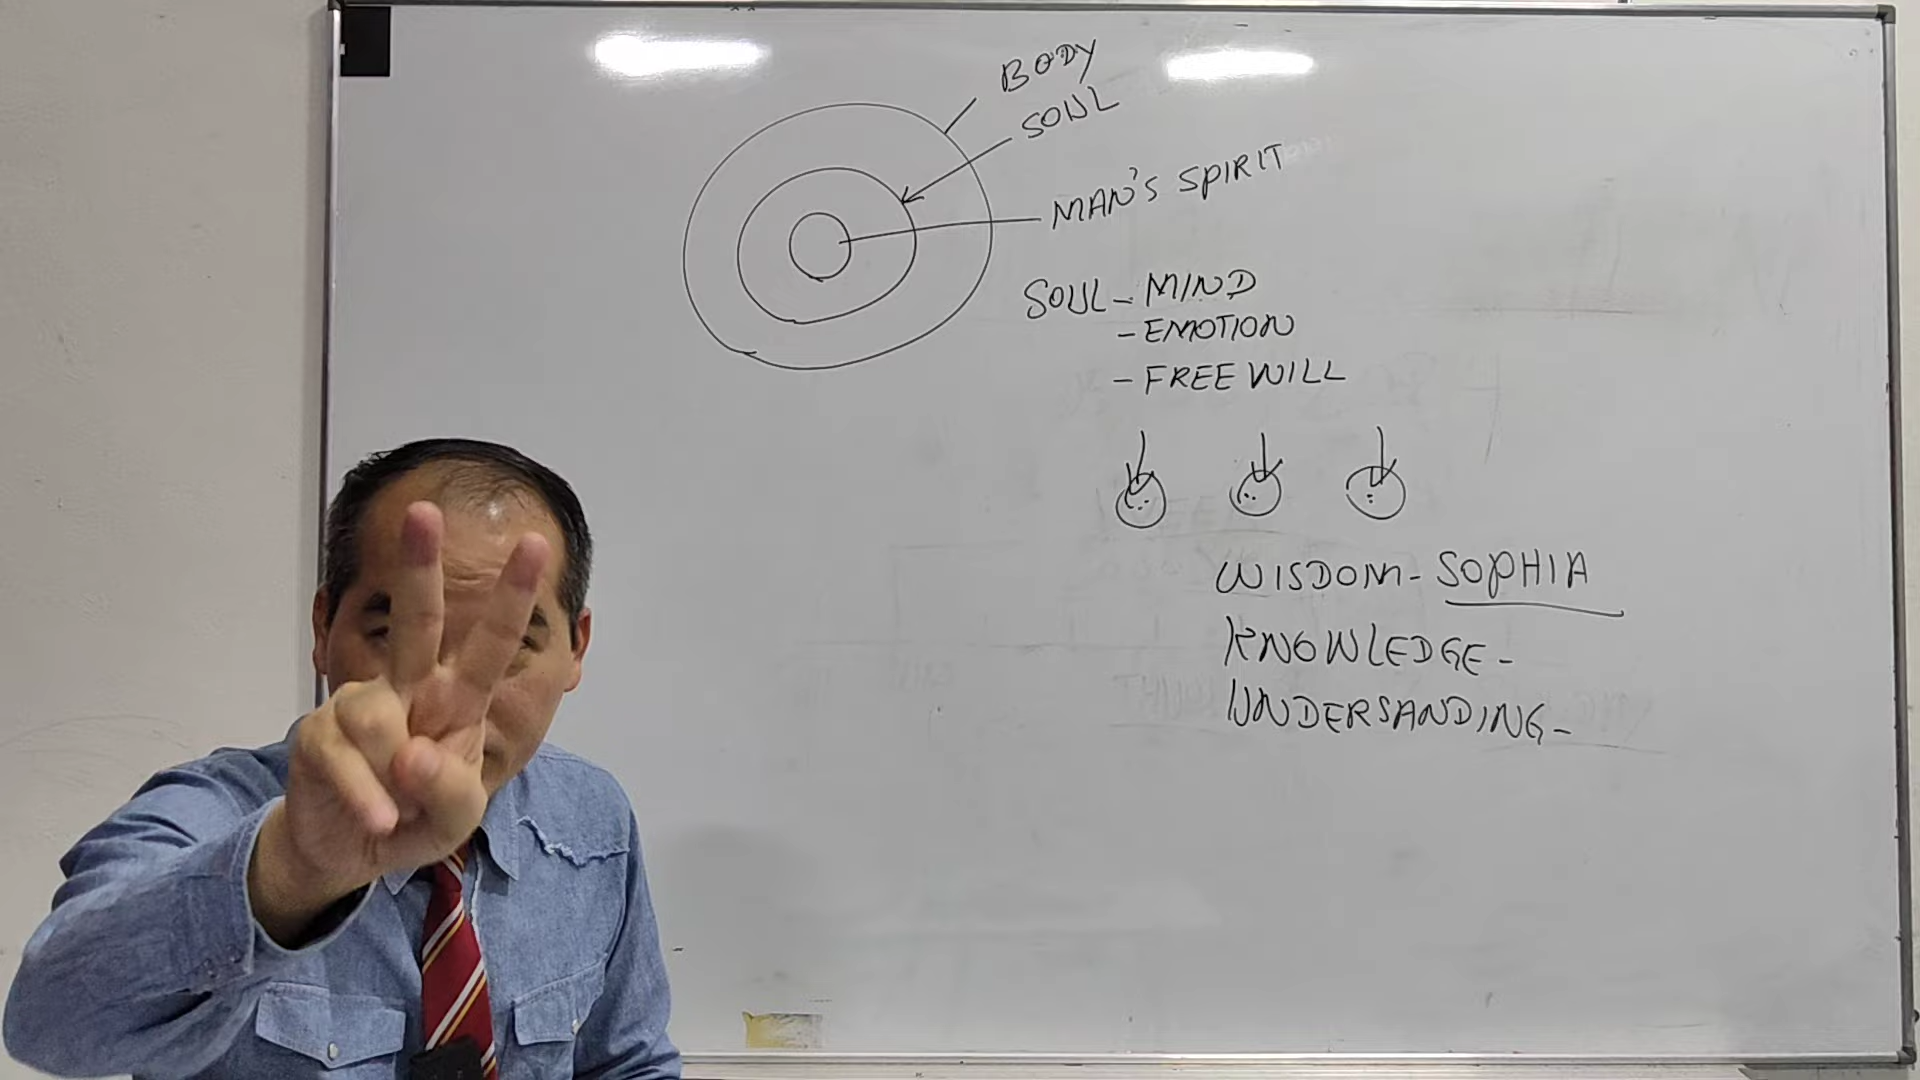 BODY
SOUL
MAN'S SPIRIT
SOUL - MIND
- EMOTION
- FREE WILL
WISDOM - SOPHIA
KNOWLEDGE -
UNDERSANDING -